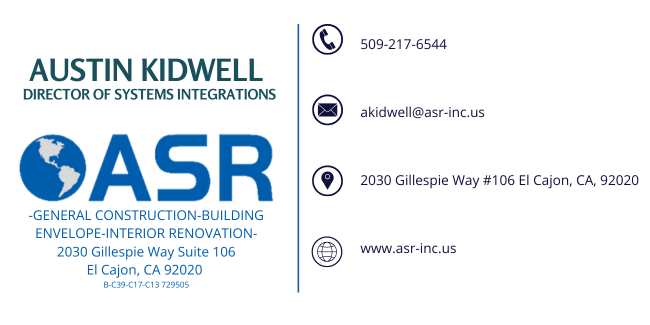 AUSTIN KIDWELL
DIRECTOR OF SYSTEMS INTEGRATIONS
ASR
-GENERAL CONSTRUCTION-BUILDING
ENVELOPE-INTERIOR RENOVATION-
2030 Gillespie Way Suite 106
El Cajon, CA 92020
B-C39-C17-C13 729505
509-217-6544
akidwell@asr-inc.us
2030 Gillespie Way #106 El Cajon, CA, 92020
www.asr-inc.us